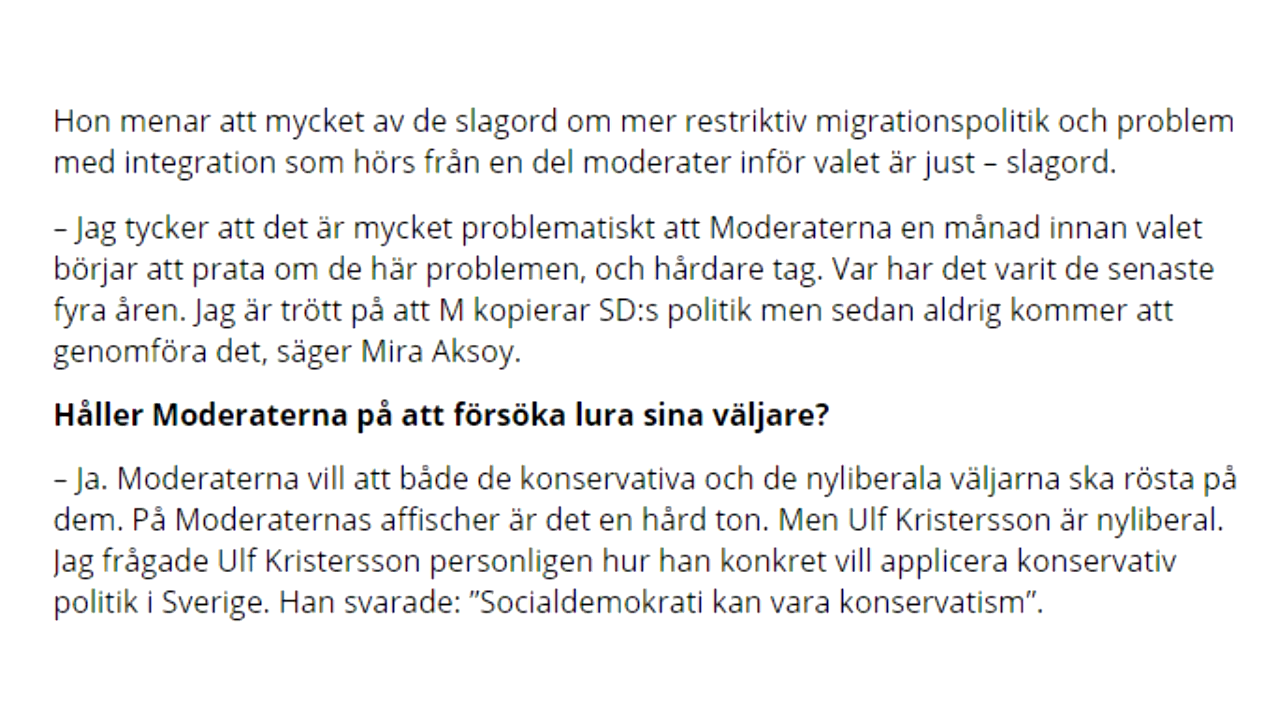 Hon menar att mycket av de slagord om mer restriktiv migrationspolitik och problem
med integration som hörs från en del moderater inför valet är just – slagord.
– Jag tycker att det är mycket problematiskt att Moderaterna en månad innan valet
börjar att prata om de här problemen, och hårdare tag. Var har det varit de senaste
fyra åren. Jag är trött på att M kopierar SD:s politik men sedan aldrig kommer att
genomföra det, säger Mira Aksoy.
Håller Moderaterna på att försöka lura sina väljare?
– Ja. Moderaterna vill att både de konservativa och de nyliberala väljarna ska rösta på
dem. På Moderaternas affischer är det en hård ton. Men Ulf Kristersson är nyliberal.
Jag frågade Ulf Kristersson personligen hur han konkret vill applicera konservativ
politik i Sverige. Han svarade: ”Socialdemokrati kan vara konservatism”.